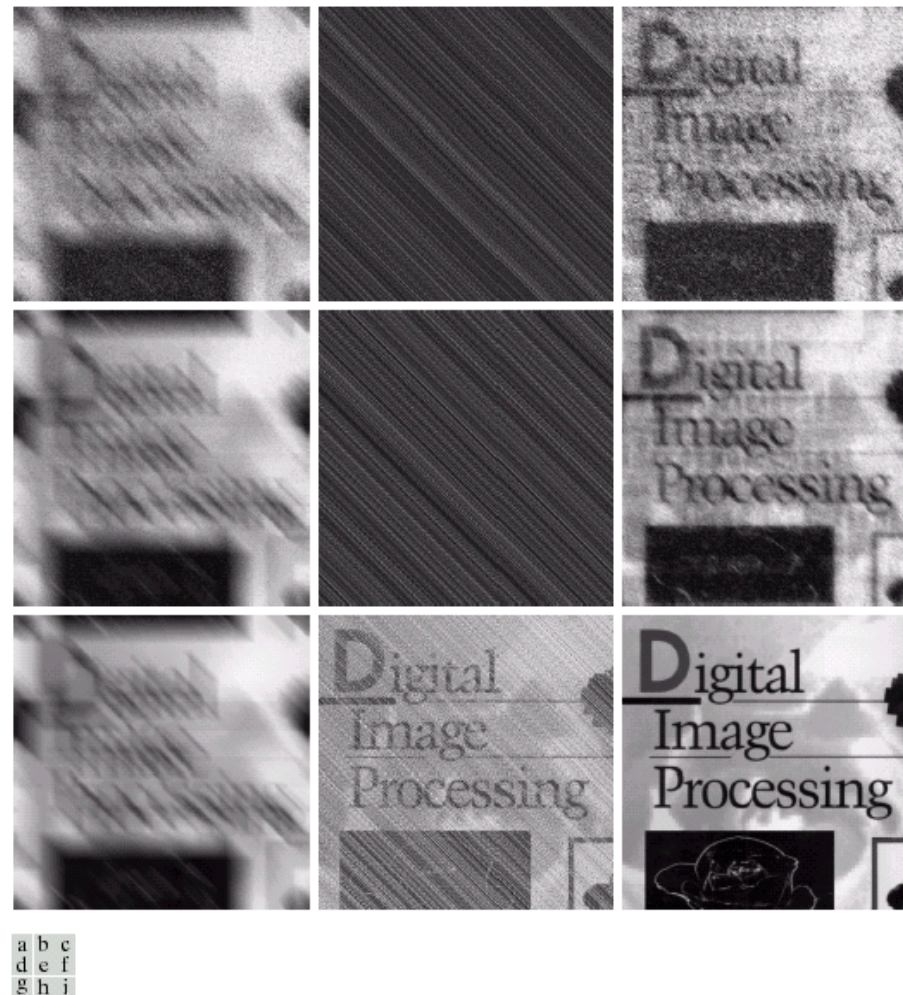 Digital
Image
Processing
Digital
Image
Processing
Digital
Image
Processing
Digital
Image
Processing
a b c
d e f
g h j